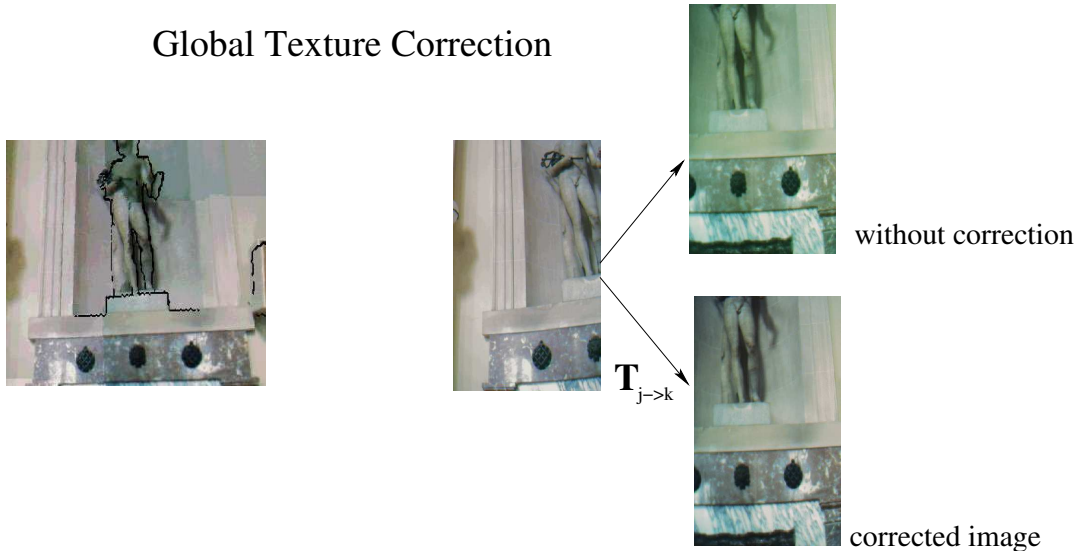 Global Texture Correction
without correction
T j−>k
corrected image